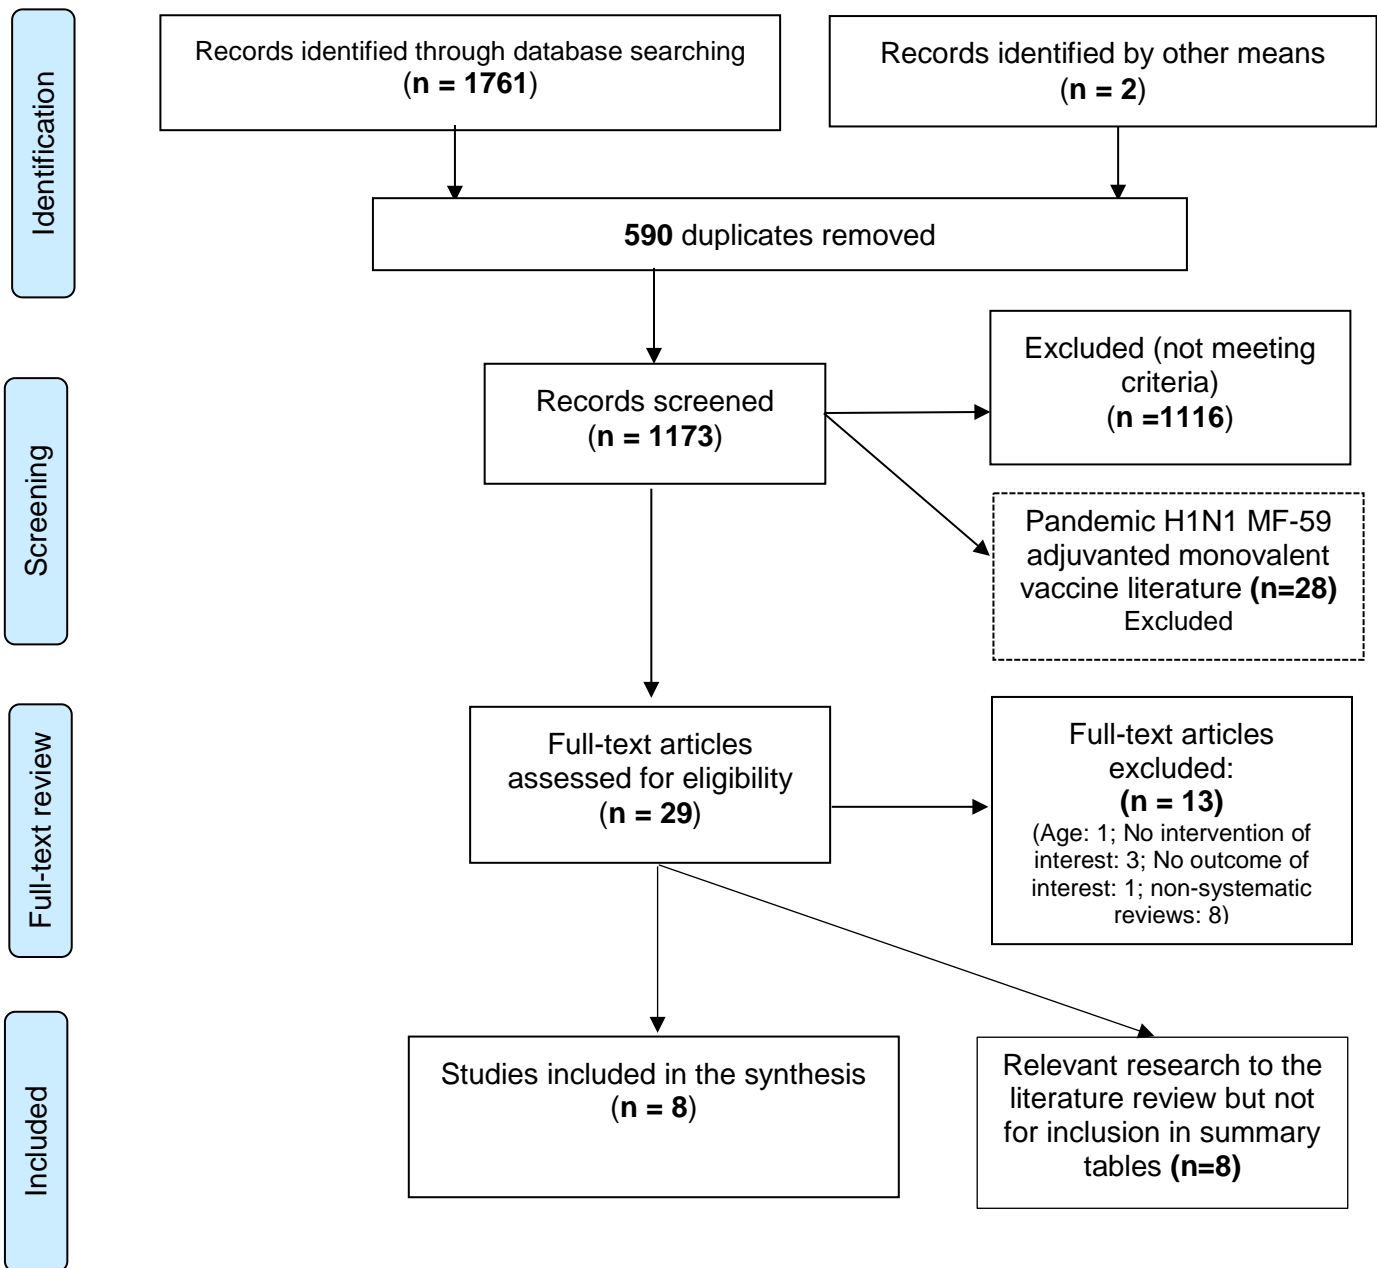 Identification
Records identified through database searching
(n = 1761)
Records identified by other means
(n = 2)
590 duplicates removed
Screening
Records screened
(n = 1173)
Excluded (not meeting
criteria)
(n =1116)
Pandemic H1N1 MF-59
adjuvanted monovalent
vaccine literature (n=28)
Excluded
Full-text review
Full-text articles
assessed for eligibility
(n = 29)
Full-text articles
excluded:
(n = 13)
(Age: 1; No intervention of
interest: 3; No outcome of
interest: 1; non-systematic
reviews: 8)
Included
Studies included in the synthesis
(n = 8)
Relevant research to the
literature review but not
for inclusion in summary
tables (n=8)